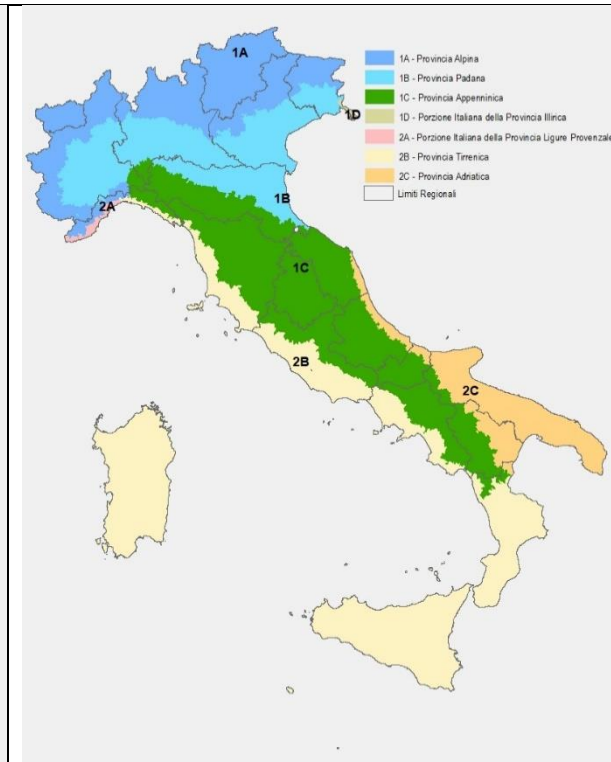 1A - Provincia Alpina
1B - Provincia Padana
1C - Provincia Appenninica
1D - Porzione Italiana della Provincia Illirica
2A - Porzione Italiana della Provincia Ligure Provenzale
2B - Provincia Tirrenica
2C - Provincia Adriatica
Limiti Regionali
1A
1D
2A
1B
1C
2B
2C